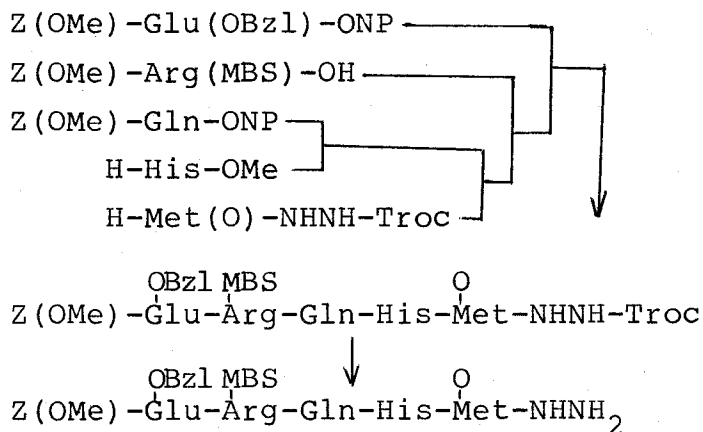 Z(OMe)-Glu(OBzl)-ONP
Z(OMe)-Arg(MBS)-OH
Z(OMe)-Gln-ONP
H-His-OMe
H-Met(O)-NHNH-Troc
OBzl MBS O
Z(OMe)-Glu-Arg-Gln-His-Met-NHNH-Troc
OBzl MBS O
Z(OMe)-Glu-Arg-Gln-His-Met-NHNH2